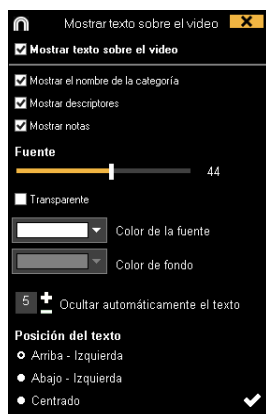 Mostrar texto sobre el video
Mostrar texto sobre el video
Mostrar el nombre de la categoría
Mostrar descriptores
Mostrar notas
Fuente
44
Transparente
Color de la fuente
Color de fondo
5 Ocultar automáticamente el texto
Posición del texto
Arriba - Izquierda
Abajo - Izquierda
Centrado